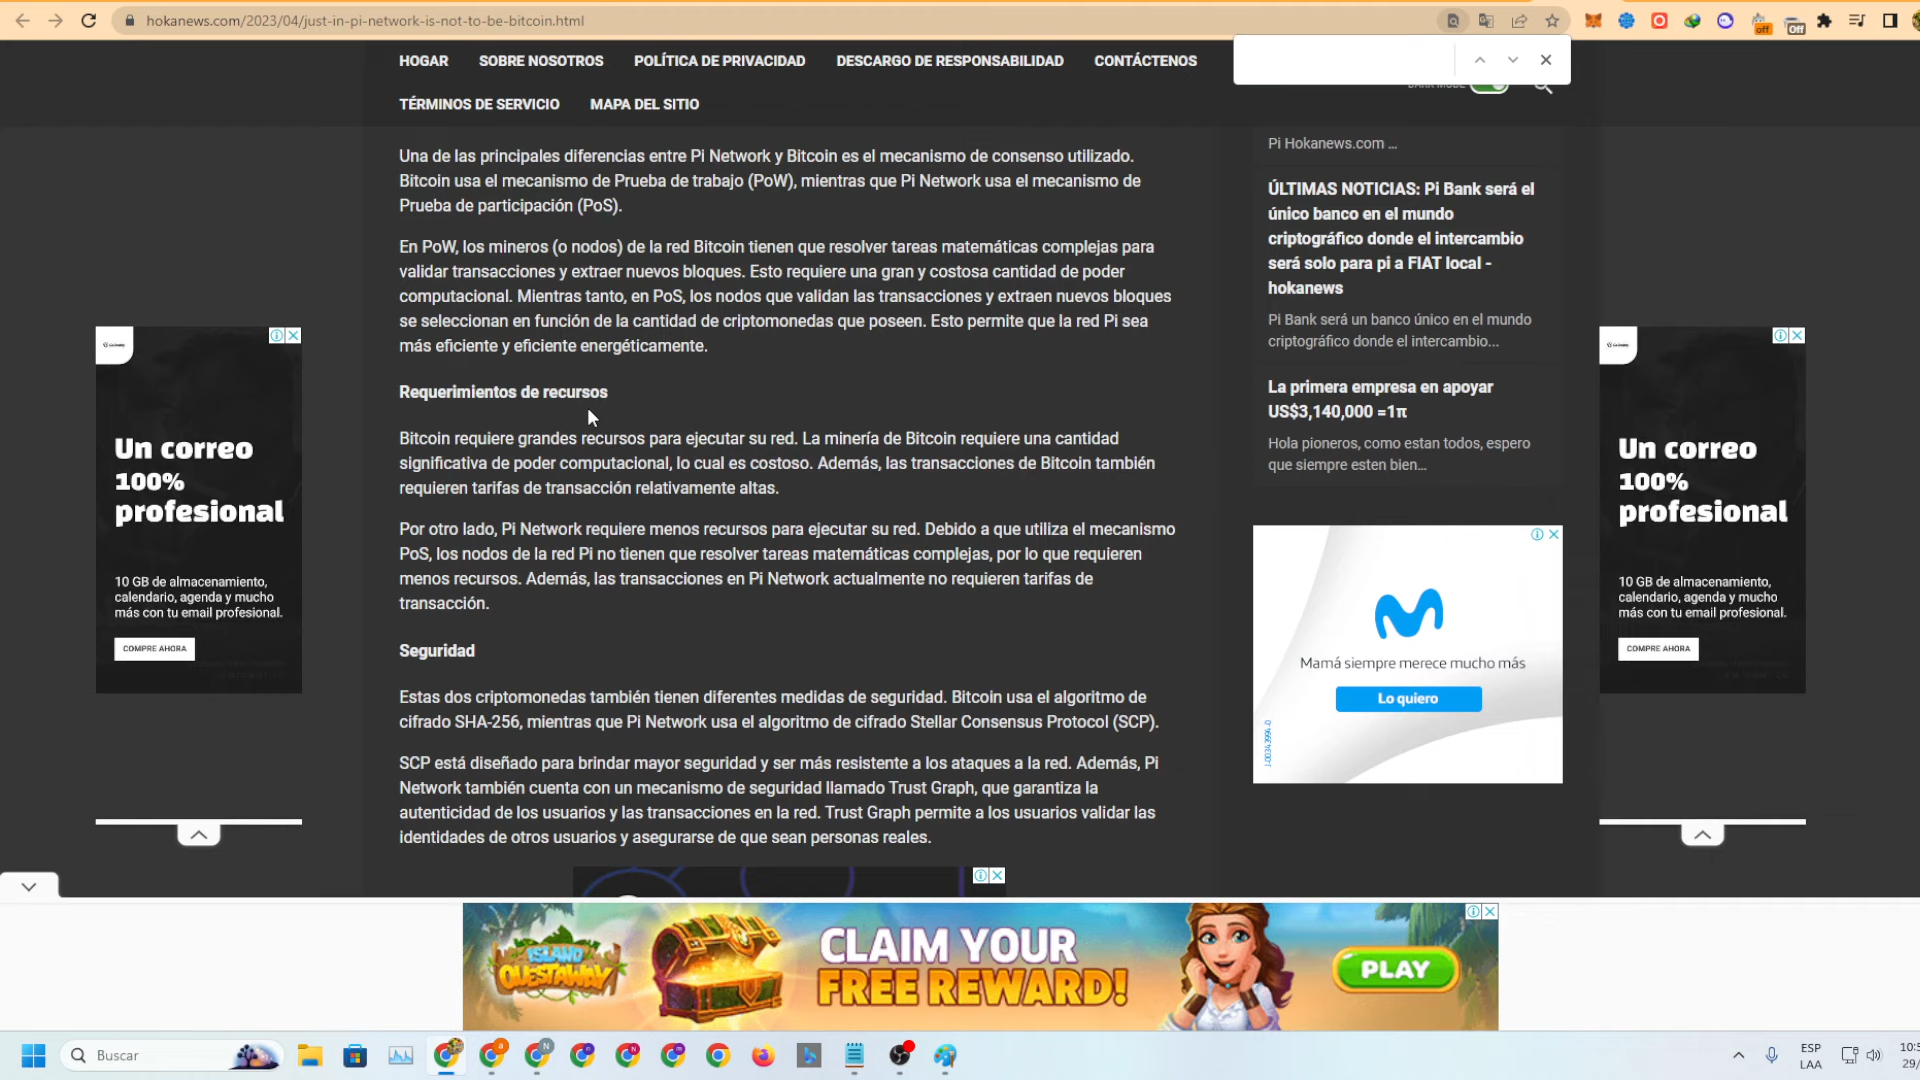 hokanews.com/2023/04/just-in-pi-network-is-not-to-be-bitcoin.html
off
Off
HOGAR SOBRE NOSOTROS POLÍTICA DE PRIVACIDAD DESCARGO DE RESPONSABILIDAD CONTÁCTENOS
DARK MODE
TÉRMINOS DE SERVICIO MAPA DEL SITIO
Una de las principales diferencias entre Pi Network y Bitcoin es el mecanismo de consenso utilizado.
Bitcoin usa el mecanismo de Prueba de trabajo (PoW), mientras que Pi Network usa el mecanismo de
Prueba de participación (PoS).
En PoW, los mineros (o nodos) de la red Bitcoin tienen que resolver tareas matemáticas complejas para
validar transacciones y extraer nuevos bloques. Esto requiere una gran y costosa cantidad de poder
computacional. Mientras tanto, en PoS, los nodos que validan las transacciones y extraen nuevos bloques
se seleccionan en función de la cantidad de criptomonedas que poseen. Esto permite que la red Pi sea
más eficiente y eficiente energéticamente.
Requerimientos de recursos
Bitcoin requiere grandes recursos para ejecutar su red. La minería de Bitcoin requiere una cantidad
significativa de poder computacional, lo cual es costoso. Además, las transacciones de Bitcoin también
requieren tarifas de transacción relativamente altas.
Por otro lado, Pi Network requiere menos recursos para ejecutar su red. Debido a que utiliza el mecanismo
PoS, los nodos de la red Pi no tienen que resolver tareas matemáticas complejas, por lo que requieren
menos recursos. Además, las transacciones en Pi Network actualmente no requieren tarifas de
transacción.
Seguridad
Estas dos criptomonedas también tienen diferentes medidas de seguridad. Bitcoin usa el algoritmo de
cifrado SHA-256, mientras que Pi Network usa el algoritmo de cifrado Stellar Consensus Protocol (SCP).
SCP está diseñado para brindar mayor seguridad y ser más resistente a los ataques a la red. Además, Pi
Network también cuenta con un mecanismo de seguridad llamado Trust Graph, que garantiza la
autenticidad de los usuarios y las transacciones en la red. Trust Graph permite a los usuarios validar las
identidades de otros usuarios y asegurarse de que sean personas reales.
Pi Hokanews.com ...
ÚLTIMAS NOTICIAS: Pi Bank será el
único banco en el mundo
criptográfico donde el intercambio
será solo para pi a FIAT local -
hokanews
Pi Bank será un banco único en el mundo
criptográfico donde el intercambio...
La primera empresa en apoyar
US$3,140,000 =1π
Hola pioneros, como estan todos, espero
que siempre esten bien...
Un correo
100%
profesional
10 GB de almacenamiento,
calendario, agenda y mucho
más con tu email profesional.
COMPRE AHORA
Mamá siempre merece mucho más
Lo quiero
J-00343994-0
Un correo
100%
profesional
10 GB de almacenamiento,
calendario, agenda y mucho
más con tu email profesional.
COMPRE AHORA
ISLAND
QUESTAWAY
CLAIM YOUR
FREE REWARD!
PLAY
Buscar
ESP
LAA
10:5
29/